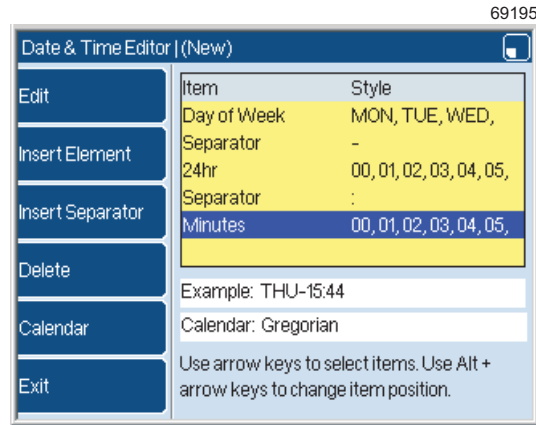 69195
Date & Time Editor | (New)
Edit
Insert Element
Insert Separator
Delete
Calendar
Exit
Item Style
Day of Week MON, TUE, WED,
Separator -
24hr 00, 01, 02, 03, 04, 05,
Separator :
Minutes 00, 01, 02, 03, 04, 05,
Example: THU-15:44
Calendar: Gregorian
Use arrow keys to select items. Use Alt +
arrow keys to change item position.